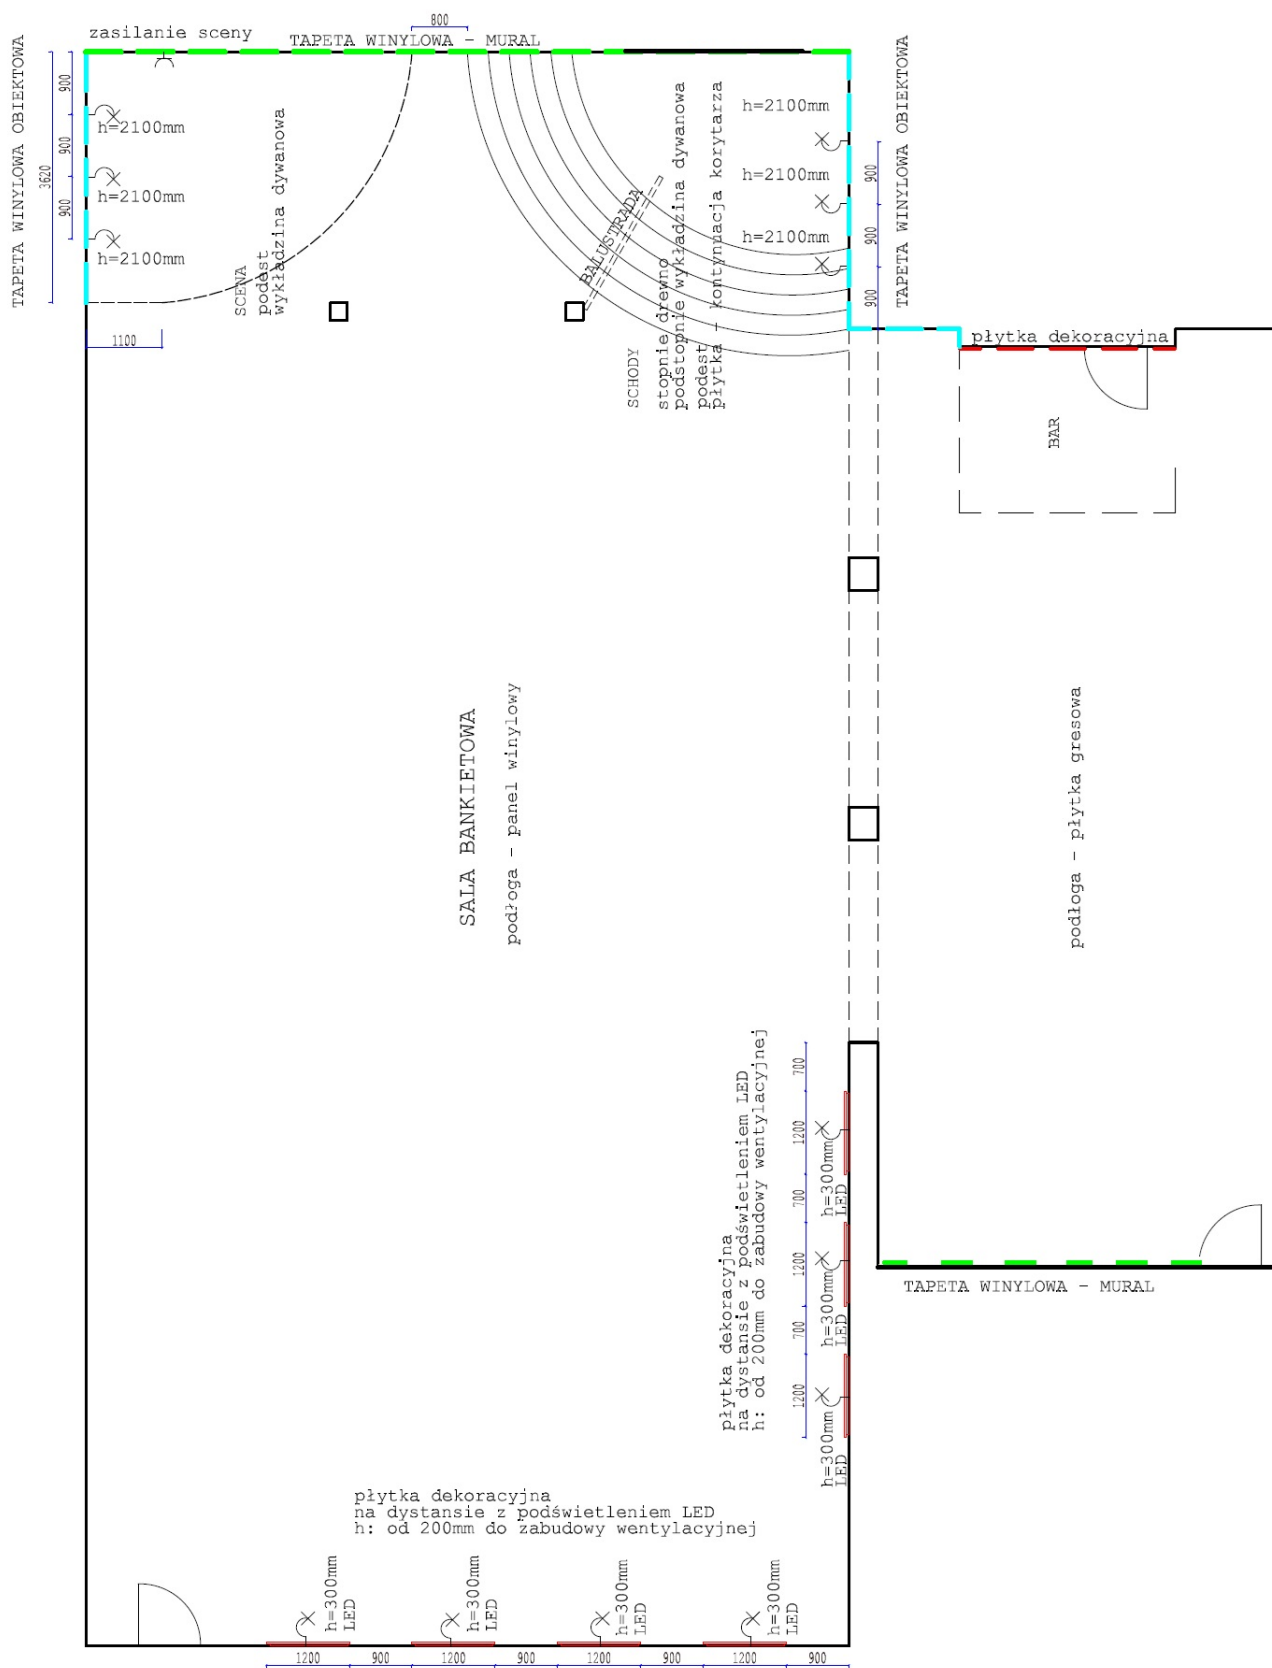 zasilanie sceny
800
TAPETA WINYLOWA - MURAL
TAPETA WINYLOWA OBIEKTOWA
3620
900
900
900
h=2100mm
h=2100mm
h=2100mm
1100
SCENA
podest
wykładzina dywanowa
BALUSTRADA
SCHODY
stopnie drewno
podstopnie wykładzina dywanowa
podest
płytka - kontynuacja korytarza
h=2100mm
h=2100mm
h=2100mm
900
900
900
TAPETA WINYLOWA OBIEKTOWA
płytka dekoracyjna
BAR
SALA BANKIETOWA
podłoga - panel winylowy
podłoga - płytka gresowa
płytka dekoracyjna
na dystansie z podświetleniem LED
h: od 200mm do zabudowy wentylacyjnej
700
1200
700
1200
700
1200
h=300mm
LED
h=300mm
LED
h=300mm
LED
TAPETA WINYLOWA - MURAL
płytka dekoracyjna
na dystansie z podświetleniem LED
h: od 200mm do zabudowy wentylacyjnej
h=300mm
LED
h=300mm
LED
h=300mm
LED
h=300mm
LED
1200
900
1200
900
1200
900
1200
900